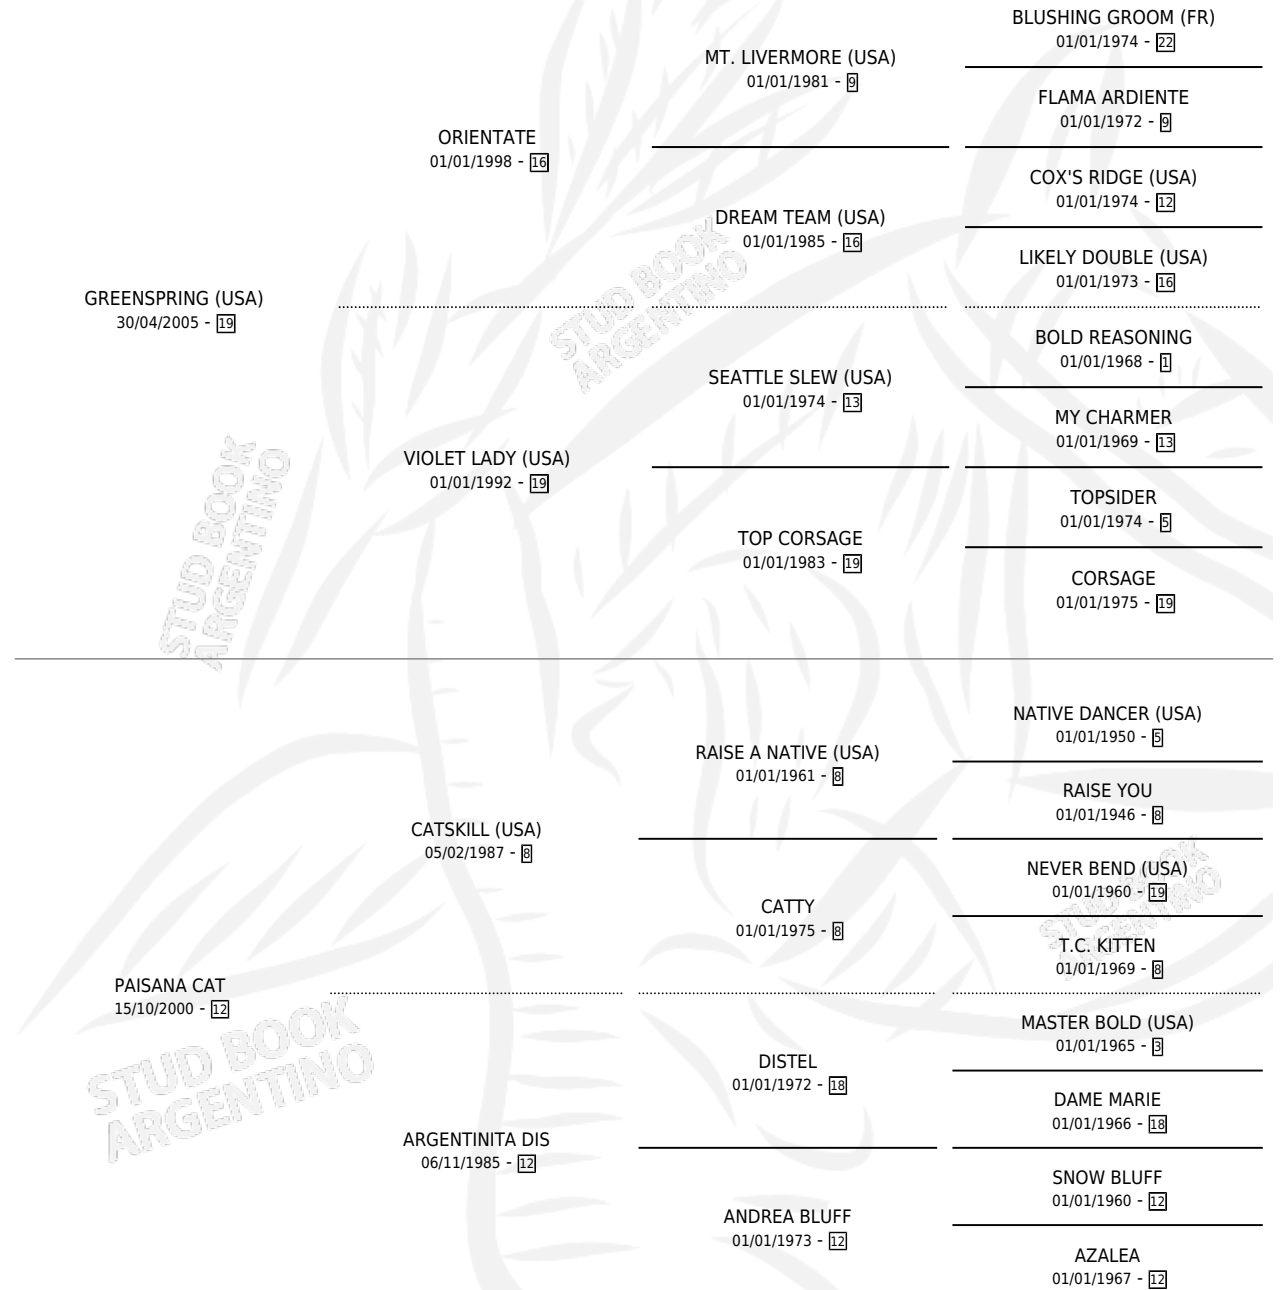 BLUSHING GROOM (FR)
01/01/1974 - 22
MT. LIVERMORE (USA)
01/01/1981 - 9
FLAMA ARDIENTE
01/01/1972 - 9
ORIENTATE
01/01/1998 - 16
COX'S RIDGE (USA)
01/01/1974 - 12
DREAM TEAM (USA)
01/01/1985 - 16
LIKELY DOUBLE (USA)
01/01/1973 - 16
GREENSPRING (USA)
30/04/2005 - 19
BOLD REASONING
01/01/1968 - 1
SEATTLE SLEW (USA)
01/01/1974 - 13
MY CHARMER
01/01/1969 - 13
VIOLET LADY (USA)
01/01/1992 - 19
TOPSIDER
01/01/1974 - 5
TOP CORSAGE
01/01/1983 - 19
CORSAGE
01/01/1975 - 19
NATIVE DANCER (USA)
01/01/1950 - 5
RAISE A NATIVE (USA)
01/01/1961 - 8
RAISE YOU
01/01/1946 - 8
CATSKILL (USA)
05/02/1987 - 8
NEVER BEND (USA)
01/01/1960 - 19
CATTY
01/01/1975 - 8
T.C. KITTEN
01/01/1969 - 8
PAISANA CAT
15/10/2000 - 12
MASTER BOLD (USA)
01/01/1965 - 3
DISTEL
01/01/1972 - 18
DAME MARIE
01/01/1966 - 18
ARGENTINITA DIS
06/11/1985 - 12
SNOW BLUFF
01/01/1960 - 12
ANDREA BLUFF
01/01/1973 - 12
AZALEA
01/01/1967 - 12
STUD BOOK
ARGENTINO
STUD BOOK
ARGENTINO
STUD BOOK
ARGENTINO
STUD BOOK
ARGENTINO